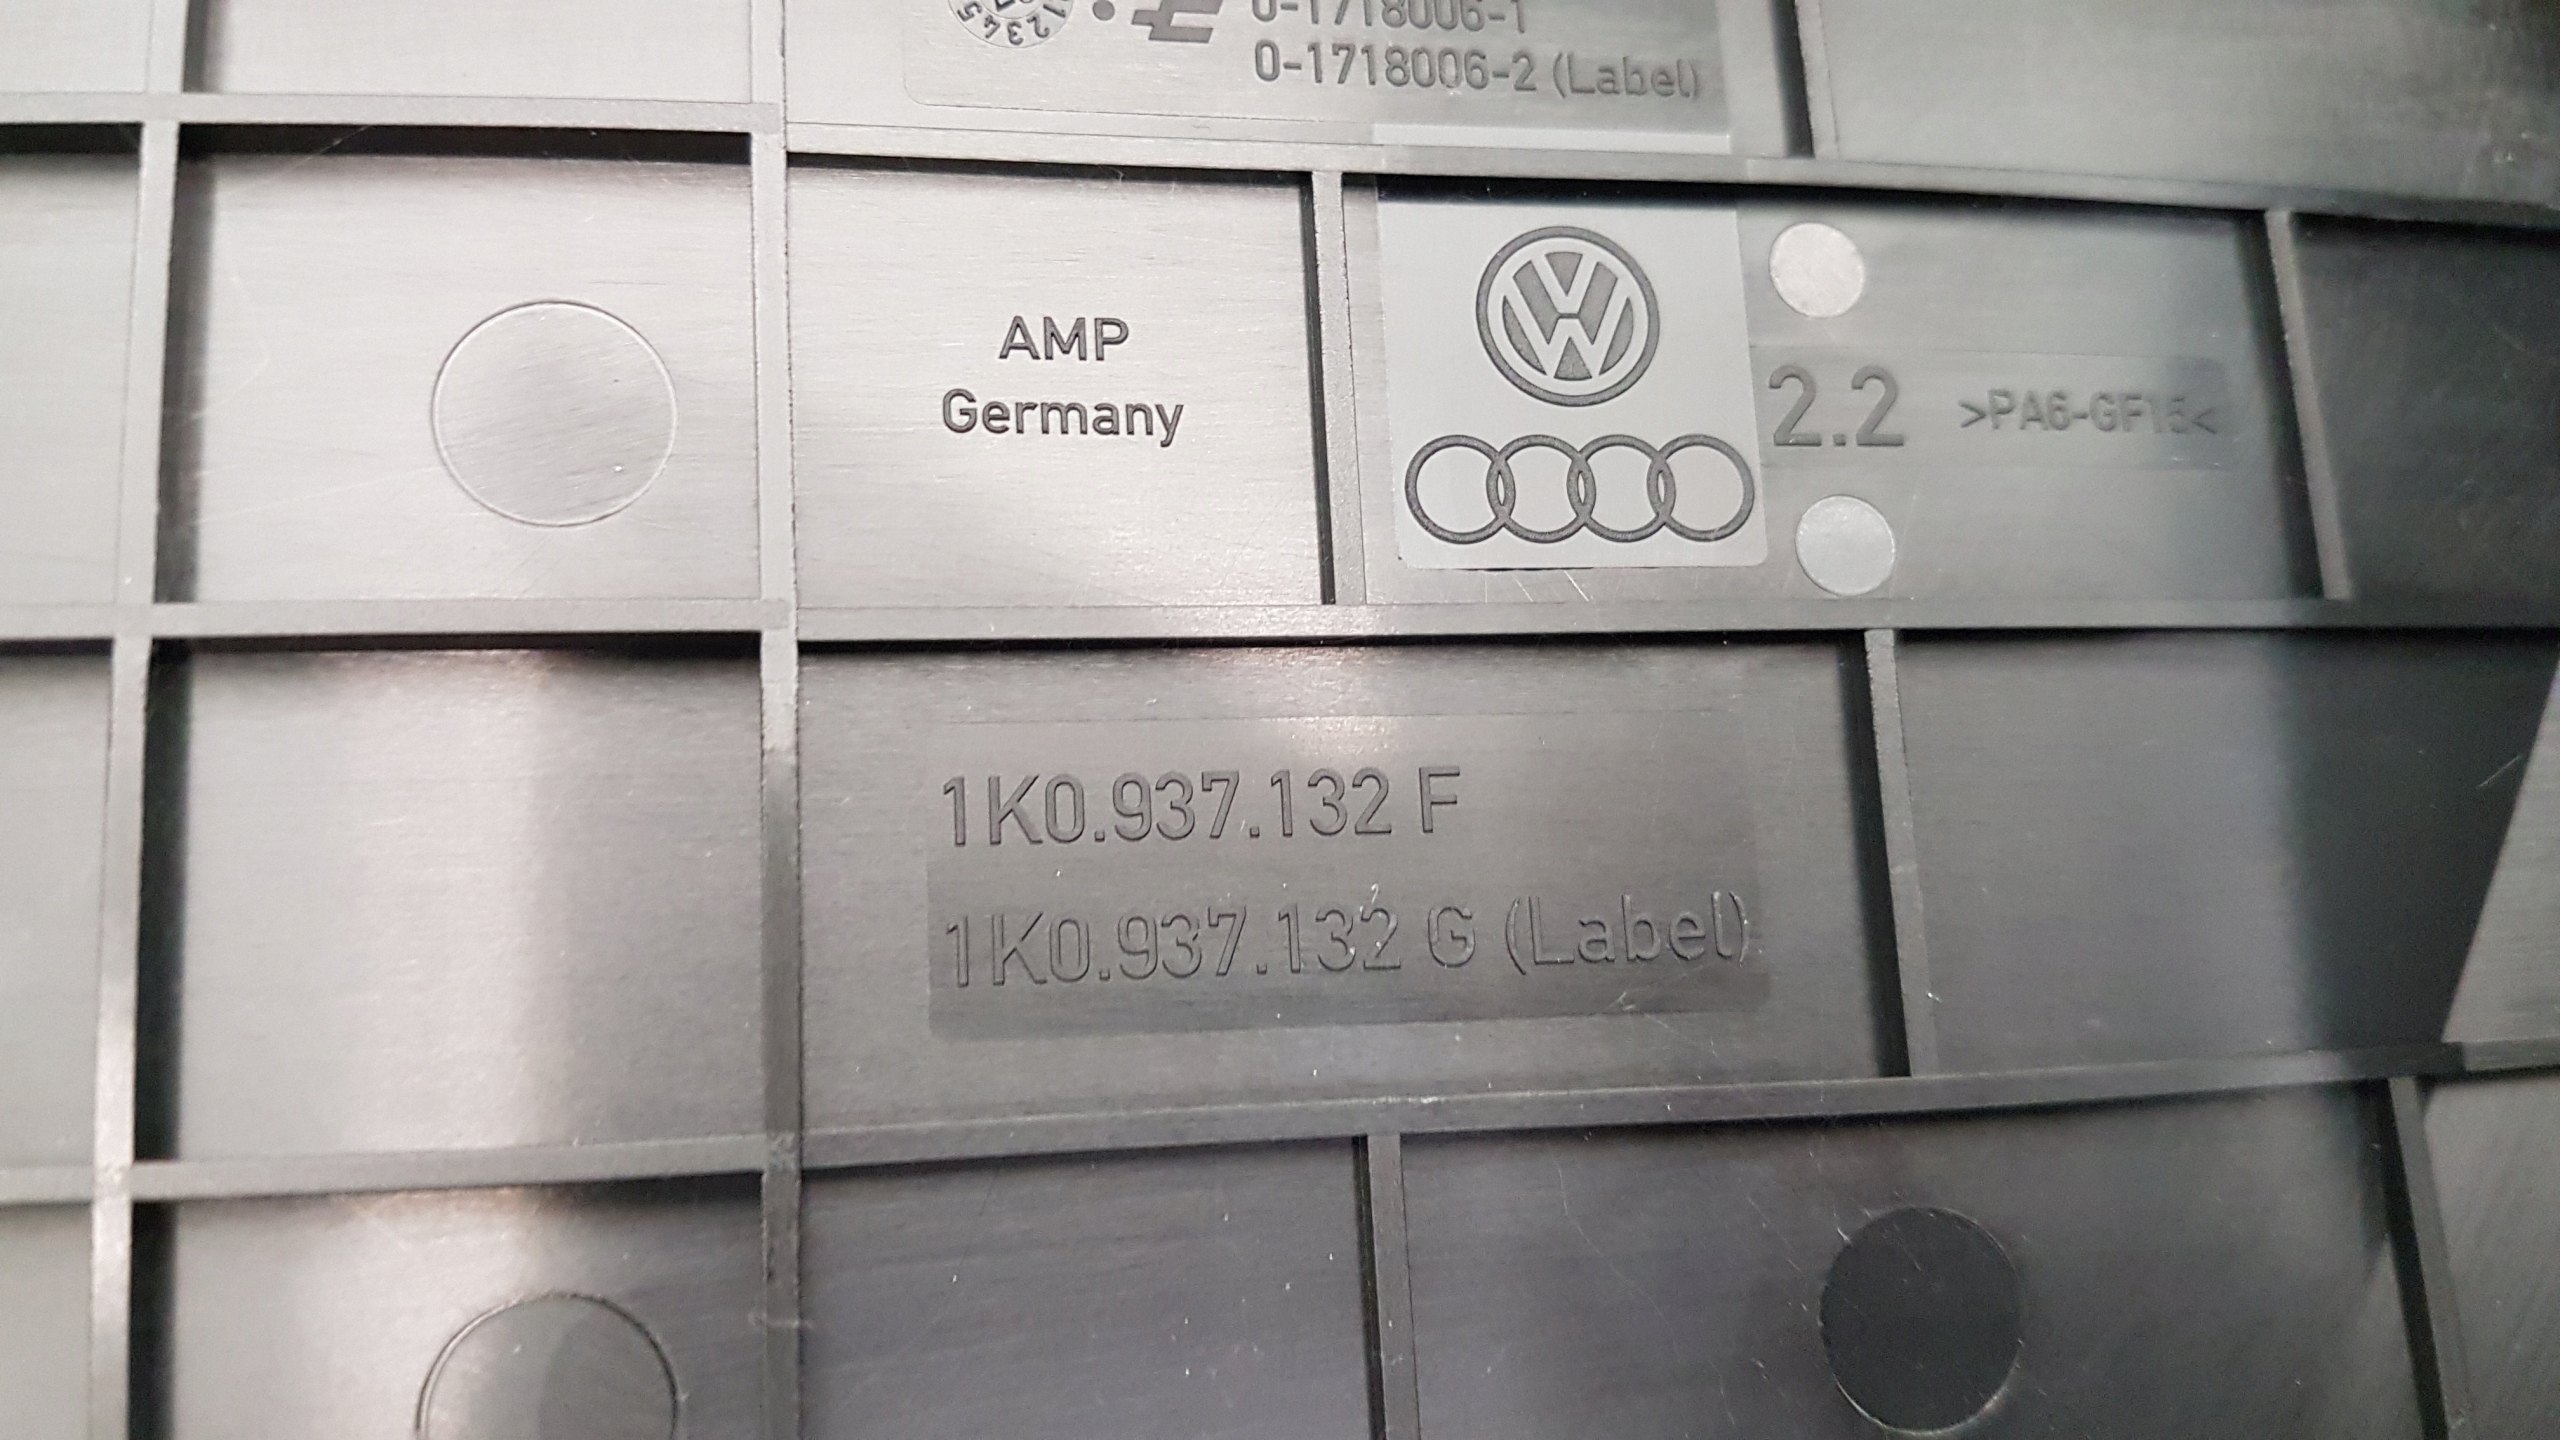 0-1718006-1
0-1718006-2 (Label)
AMP
Germany
2.2
>PA6-GF15<
1K0.937.132 F
1K0.937.132 G (Label)